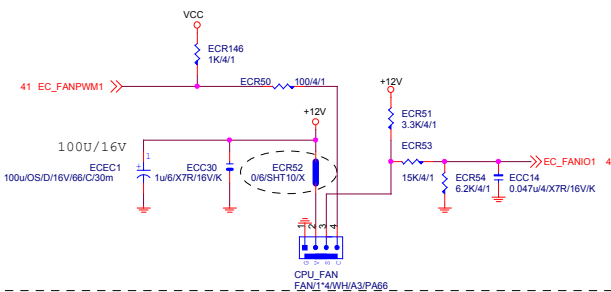 VCC
ECR146
1K/4/1
41 EC_FANPWM1
ECR50
100/4/1
+12V
+12V
ECR51
3.3K/4/1
ECR53
15K/4/1
EC_FANIO1 4
ECR54
6.2K/4/1
ECC14
0.047u/4/X7R/16V/K
100U/16V
1
ECEC1
100u/OS/D/16V/66/C/30m
+
ECC30
1u/6/X7R/16V/K
ECR52
0/6/SHT10/X
1 2 3 4
G V S C
CPU_FAN
FAN/1*4/WH/A3/PA66